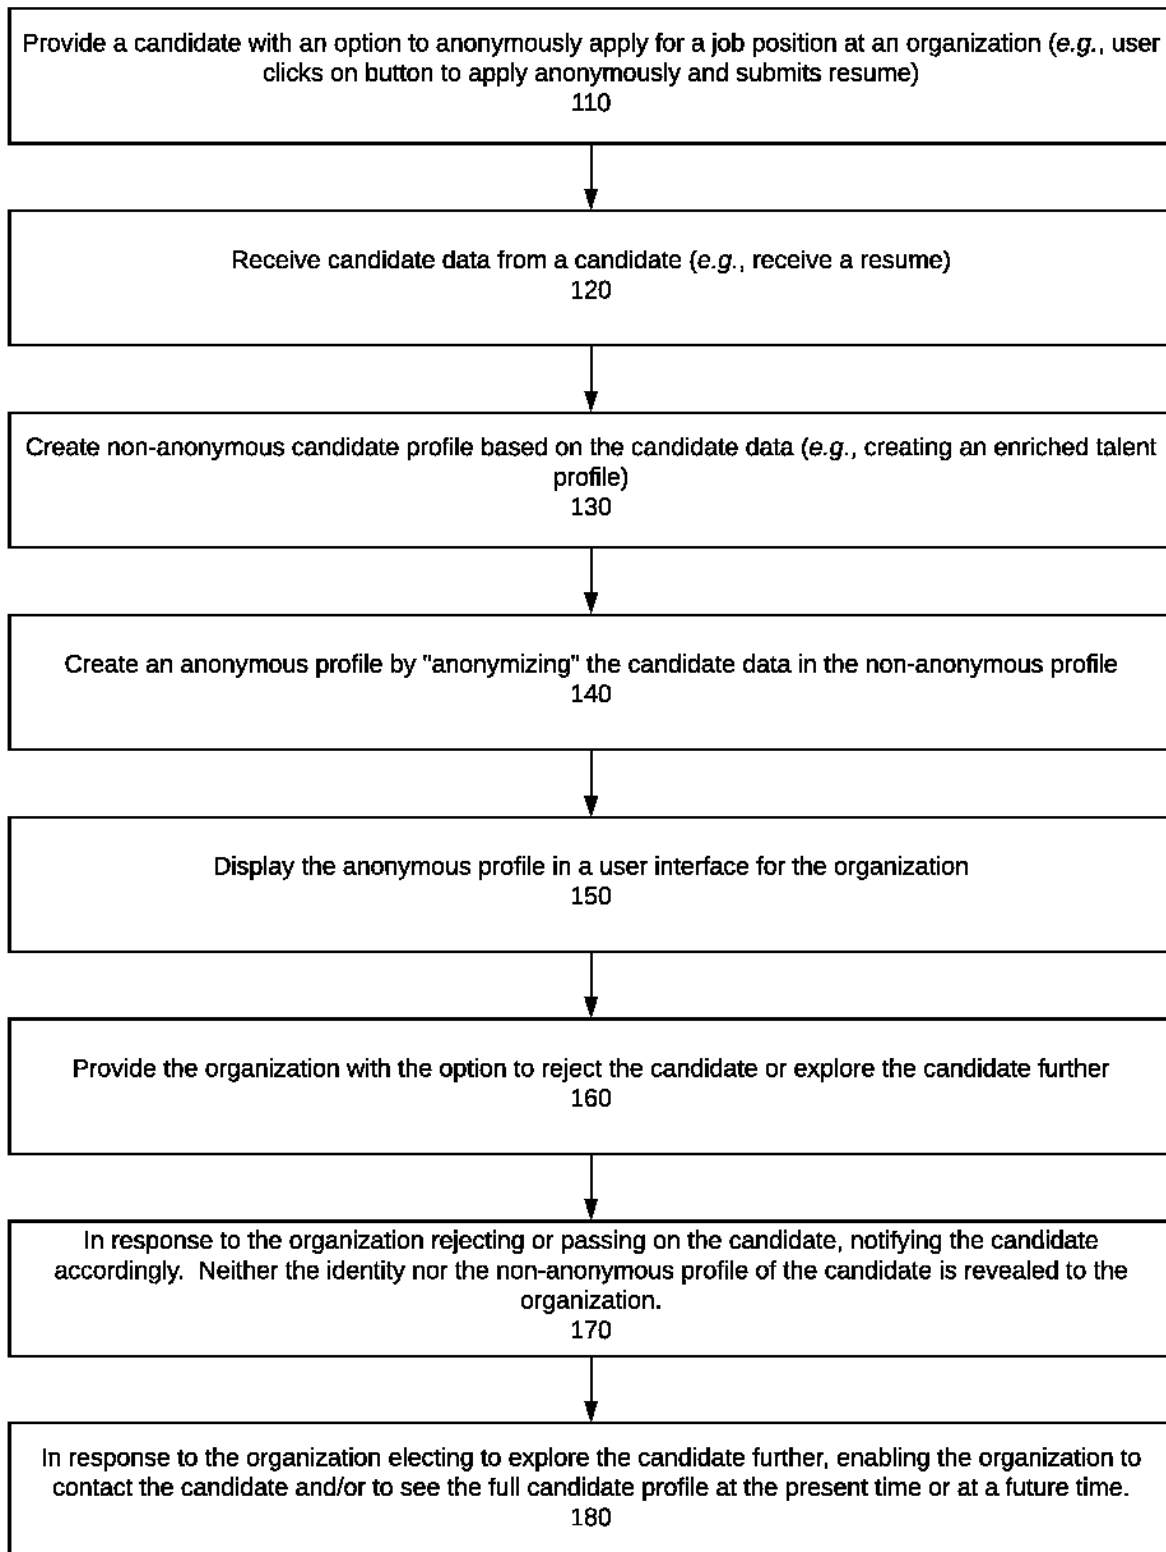 Provide a candidate with an option to anonymously apply for a job position at an organization (e.g., user
clicks on button to apply anonymously and submits resume)
110
Receive candidate data from a candidate (e.g., receive a resume)
120
Create non-anonymous candidate profile based on the candidate data (e.g., creating an enriched talent
profile)
130
Create an anonymous profile by "anonymizing" the candidate data in the non-anonymous profile
140
Display the anonymous profile in a user interface for the organization
150
Provide the organization with the option to reject the candidate or explore the candidate further
160
In response to the organization rejecting or passing on the candidate, notifying the candidate
accordingly.  Neither the identity nor the non-anonymous profile of the candidate is revealed to the
organization.
170
In response to the organization electing to explore the candidate further, enabling the organization to
contact the candidate and/or to see the full candidate profile at the present time or at a future time.
180